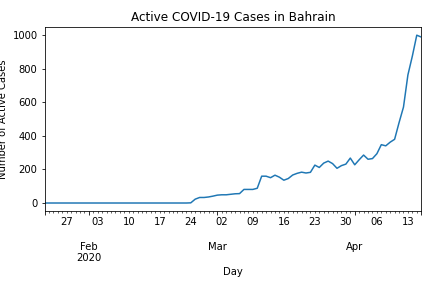 Active COVID-19 Cases in Bahrain
Number of Active Cases
1000
800
600
400
200
0
27 03 10 17 24 02 09 16 23 30 06 13
Feb Mar Apr
2020
Day